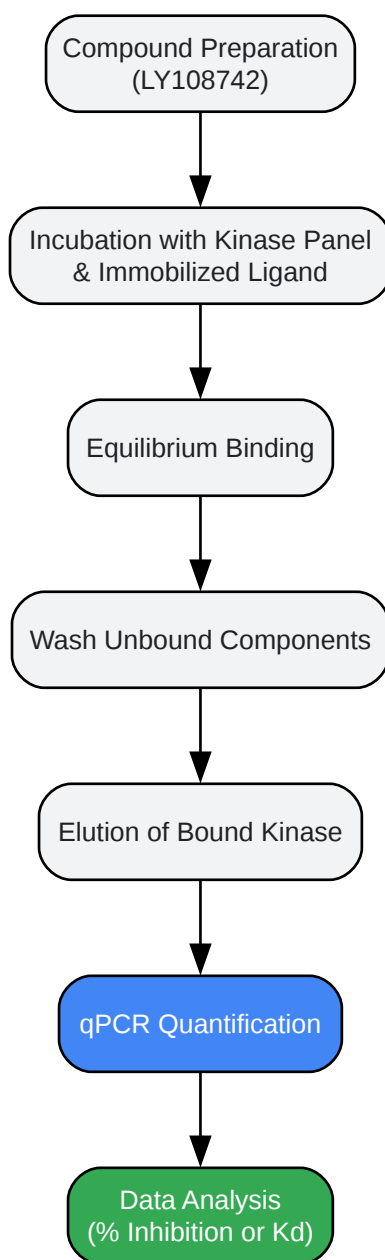 Compound Preparation
(LY108742)
Incubation with Kinase Panel
& Immobilized Ligand
Equilibrium Binding
Wash Unbound Components
Elution of Bound Kinase
qPCR Quantification
Data Analysis
(% Inhibition or Kd)